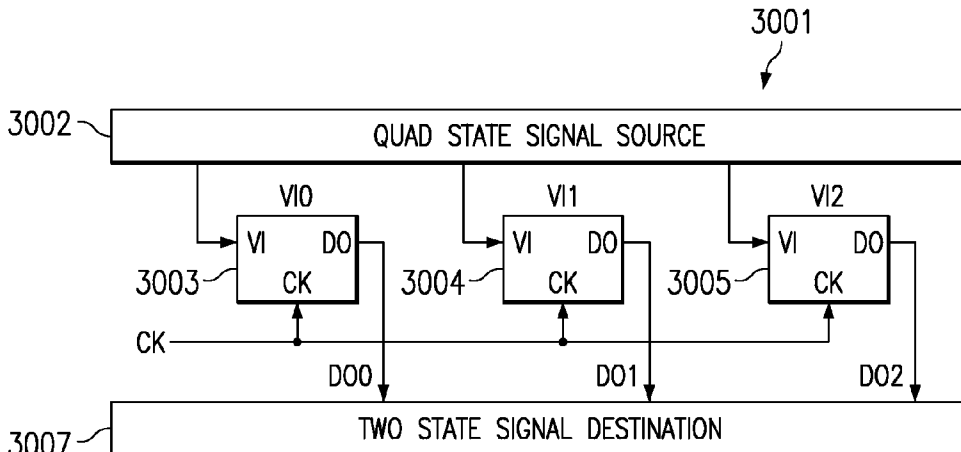 3001
3002
QUAD STATE SIGNAL SOURCE
VI0 VI1 VI2
VI DO VI DO VI DO
3003 CK 3004 CK 3005 CK
CK
DO0 DO1 DO2
TWO STATE SIGNAL DESTINATION
3007